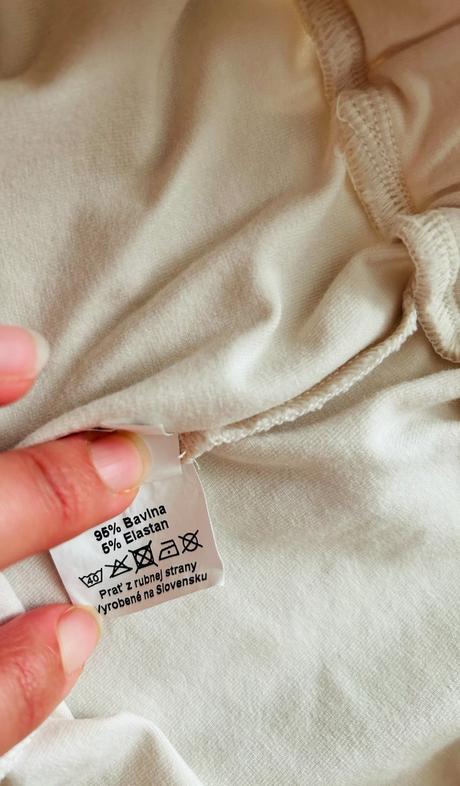 95% Bavlna
5% Elastan
40
Prať z rubnej strany
Vyrobené na Slovensku